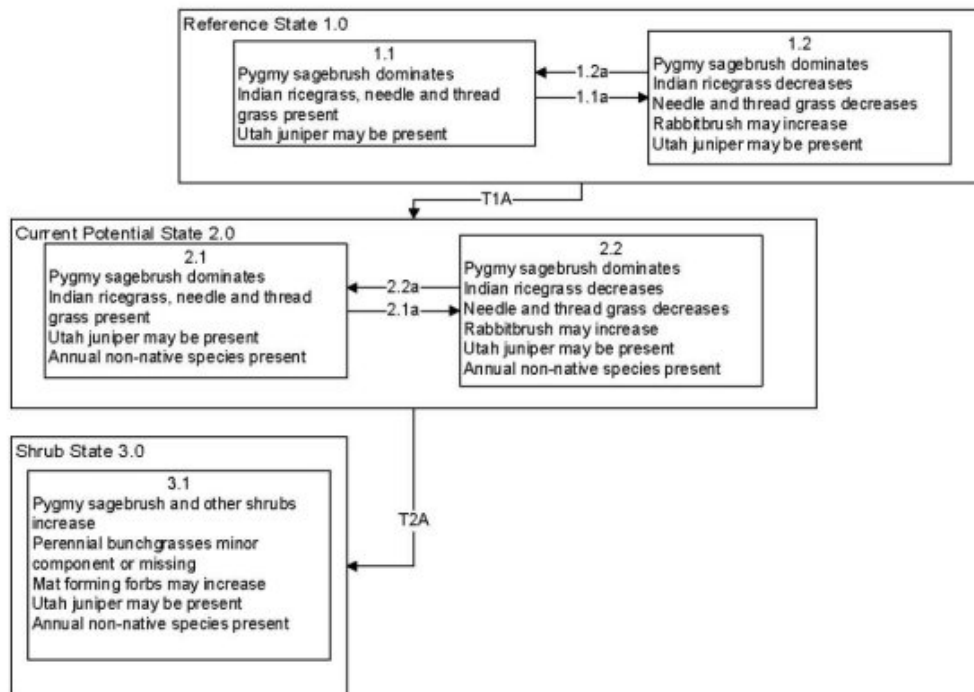 Reference State 1.0
1.1
Pygmy sagebrush dominates
Indian ricegrass, needle and thread
grass present
Utah juniper may be present
1.2a
1.1a
1.2
Pygmy sagebrush dominates
Indian ricegrass decreases
Needle and thread grass decreases
Rabbitbrush may increase
Utah juniper may be present
T1A
Current Potential State 2.0
2.1
Pygmy sagebrush dominates
Indian ricegrass, needle and thread
grass present
Utah juniper may be present
Annual non-native species present
2.2a
2.1a
2.2
Pygmy sagebrush dominates
Indian ricegrass decreases
Needle and thread grass decreases
Rabbitbrush may increase
Utah juniper may be present
Annual non-native species present
T2A
Shrub State 3.0
3.1
Pygmy sagebrush and other shrubs
increase
Perennial bunchgrasses minor
component or missing
Mat forming forbs may increase
Utah juniper may be present
Annual non-native species present